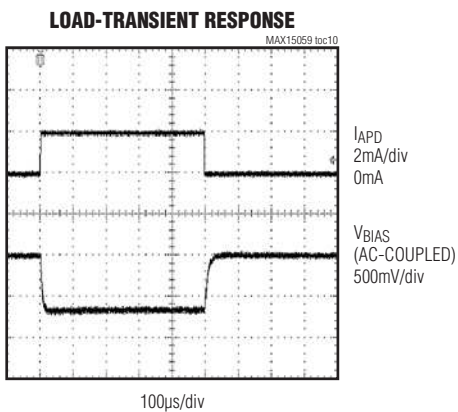 LOAD-TRANSIENT RESPONSE
MAX15059 toc10
IAPD
2mA/div
0mA
VBIAS
(AC-COUPLED)
500mV/div
100µs/div